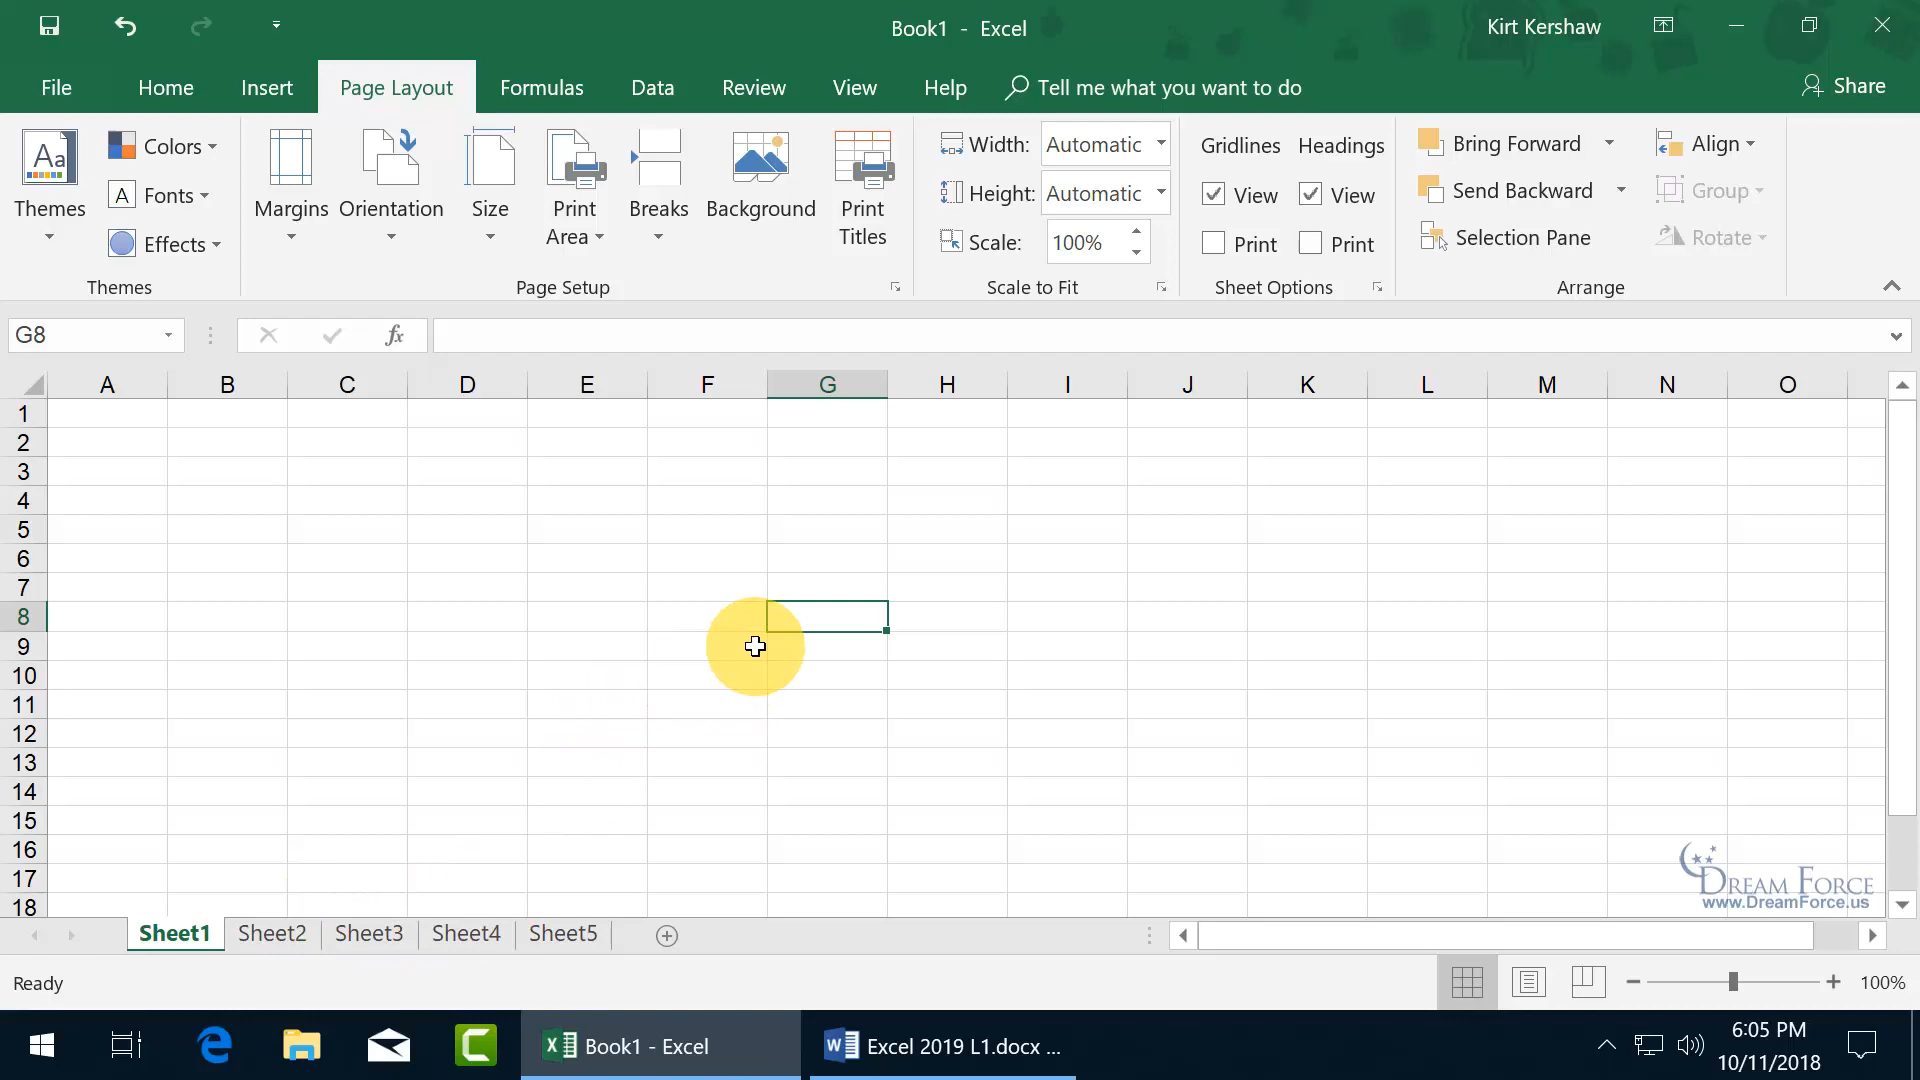 Book1 - Excel
Kirt Kershaw
File Home Insert Page Layout Formulas Data Review View Help Tell me what you want to do Share
Aa
Themes
Colors
A Fonts
Effects
Themes
Margins
Orientation
Size
Print
Area
Breaks
Background
Print
Titles
Page Setup
Width: Automatic
Height: Automatic
Scale: 100%
Scale to Fit
Gridlines Headings
View View
Print Print
Sheet Options
Bring Forward
Send Backward
Selection Pane
Align
Group
Rotate
Arrange
G8 fx
A B C D E F G H I J K L M N O
1
2
3
4
5
6
7
8
9
10
11
12
13
14
15
16
17
18
DREAM FORCE
www.DreamForce.us
Sheet1 Sheet2 Sheet3 Sheet4 Sheet5
Ready 100%
Book1 - Excel
Excel 2019 L1.docx ...
6:05 PM
10/11/2018